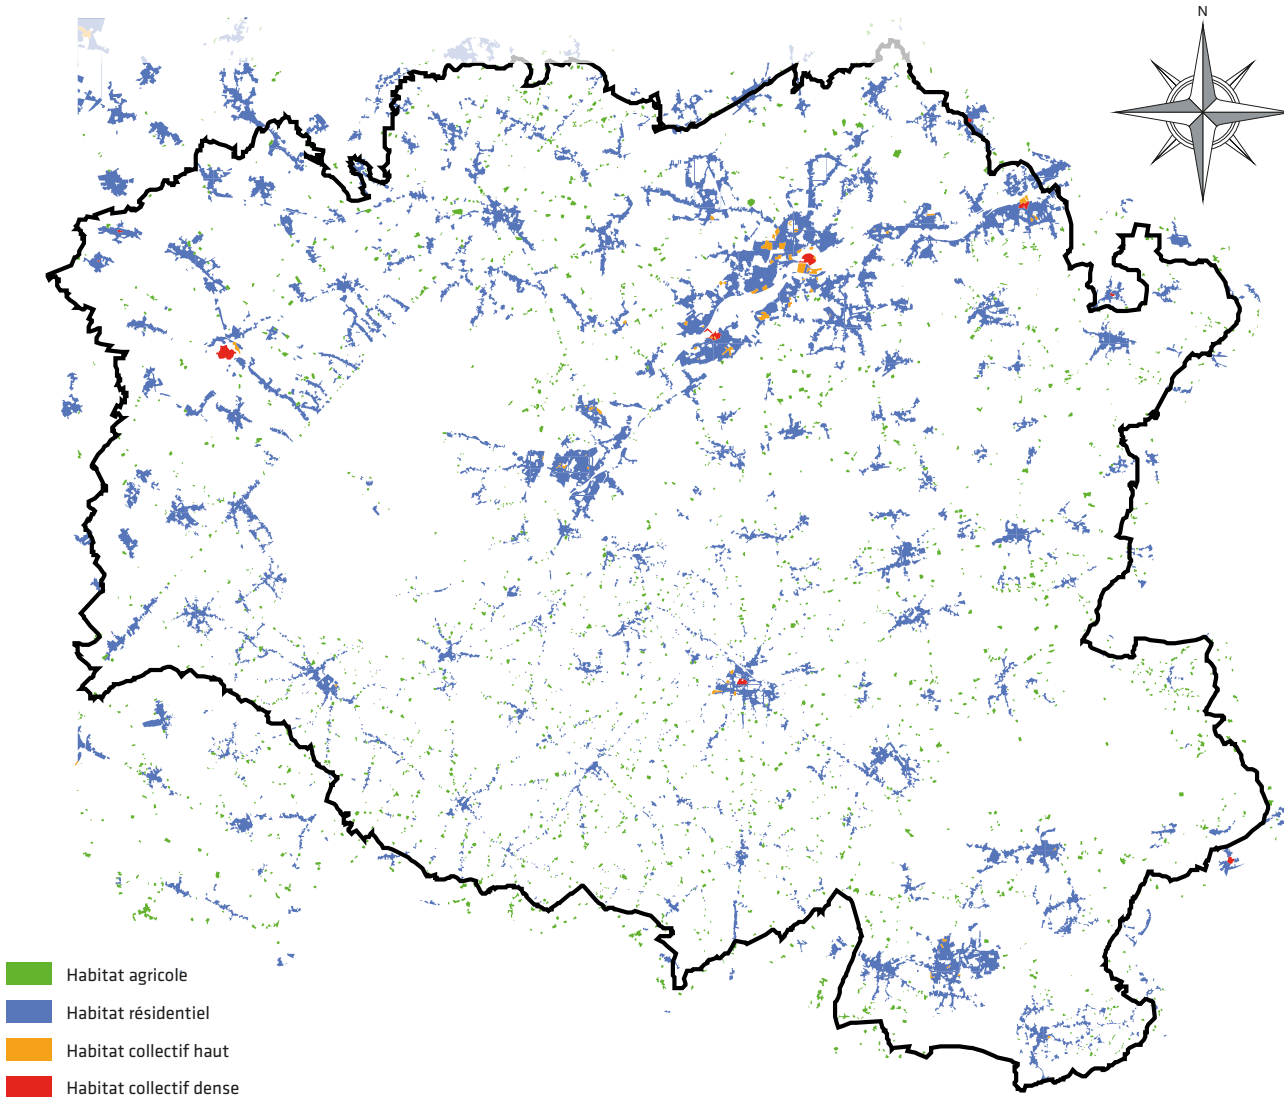 N
Habitat agricole
Habitat résidentiel
Habitat collectif haut
Habitat collectif dense